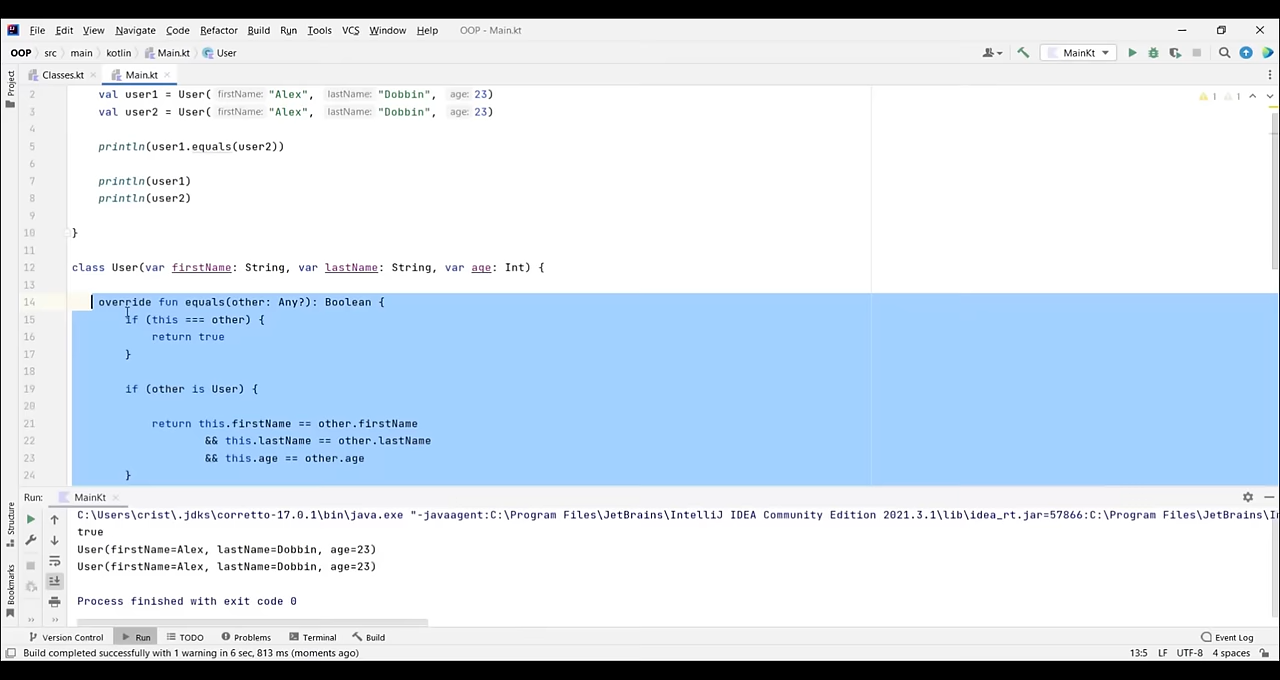 File Edit View Navigate Code Refactor Build Run Tools VCS Window Help OOP - Main.kt
OOP src main kotlin Main.kt User MainKt
Project
Classes.kt Main.kt
1 1
2 val user1 = User( firstName: "Alex", lastName: "Dobbin", age: 23)
3 val user2 = User( firstName: "Alex", lastName: "Dobbin", age: 23)
4
5 println(user1.equals(user2))
6
7 println(user1)
8 println(user2)
9
10 }
11
12 class User(var firstName: String, var lastName: String, var age: Int) {
13
14 override fun equals(other: Any?): Boolean {
15 if (this === other) {
16 return true
17 }
18
19 if (other is User) {
20
21 return this.firstName == other.firstName
22 && this.lastName == other.lastName
23 && this.age == other.age
24 }
Run: MainKt
Structure
Bookmarks
C:\Users\crist\.jdks\corretto-17.0.1\bin\java.exe "-javaagent:C:\Program Files\JetBrains\IntelliJ IDEA Community Edition 2021.3.1\lib\idea_rt.jar=57866:C:\Program Files\JetBrains\In
true
User(firstName=Alex, lastName=Dobbin, age=23)
User(firstName=Alex, lastName=Dobbin, age=23)
Process finished with exit code 0
Version Control Run TODO Problems Terminal Build Event Log
Build completed successfully with 1 warning in 6 sec, 813 ms (moments ago) 13:5 LF UTF-8 4 spaces